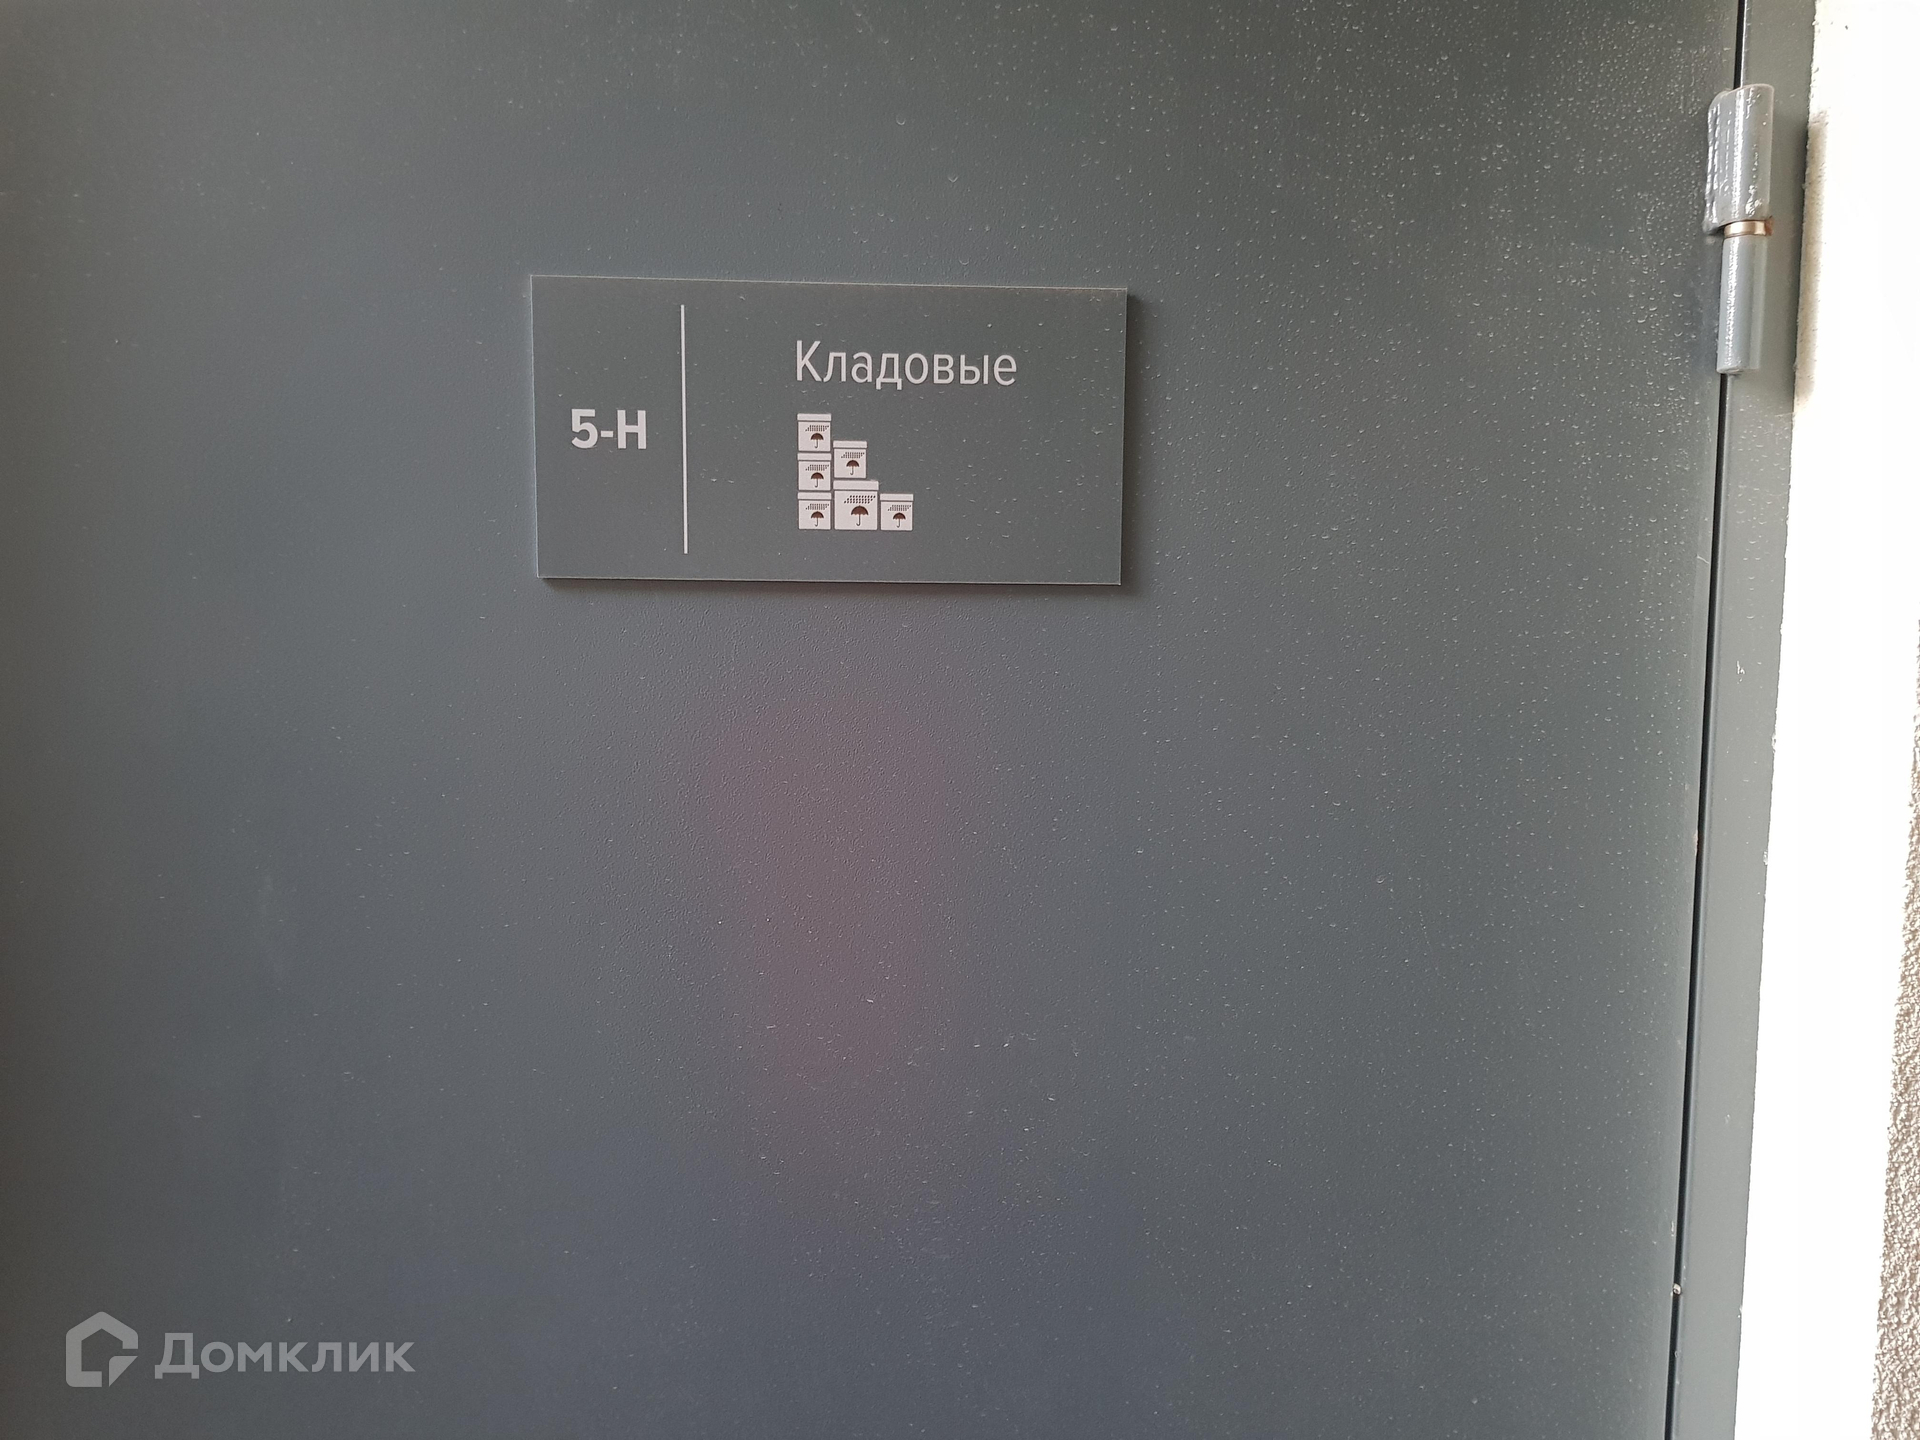 5-Н
Кладовые
Домклик